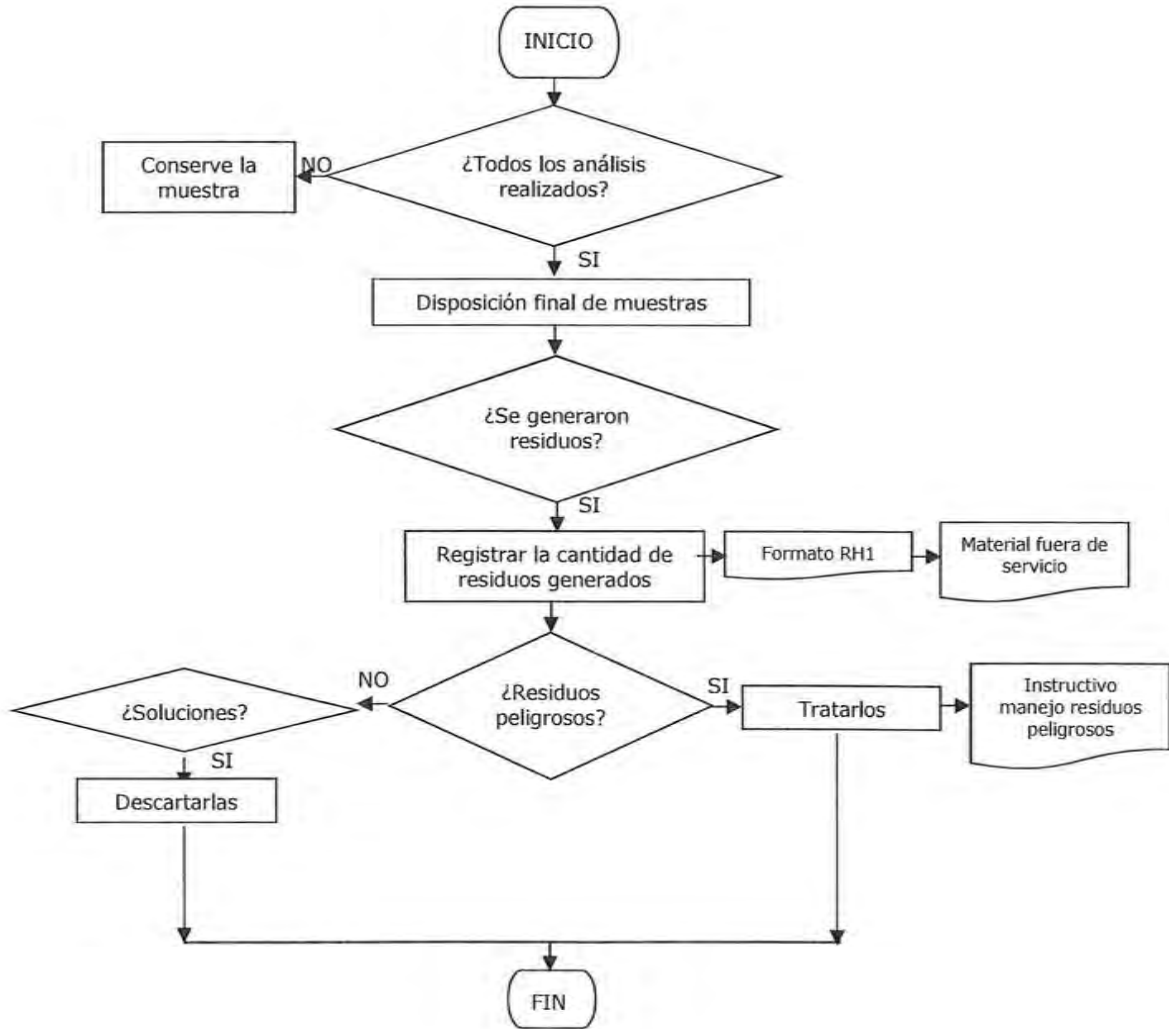 INICIO
¿Todos los análisis
realizados?
NO
Conserve la
muestra
SI
Disposición final de muestras
¿Se generaron
residuos?
SI
Registrar la cantidad de
residuos generados
Formato RH1
Material fuera de
servicio
¿Residuos
peligrosos?
NO
SI
¿Soluciones?
Tratarlos
Instructivo
manejo residuos
peligrosos
SI
Descartarlas
FIN